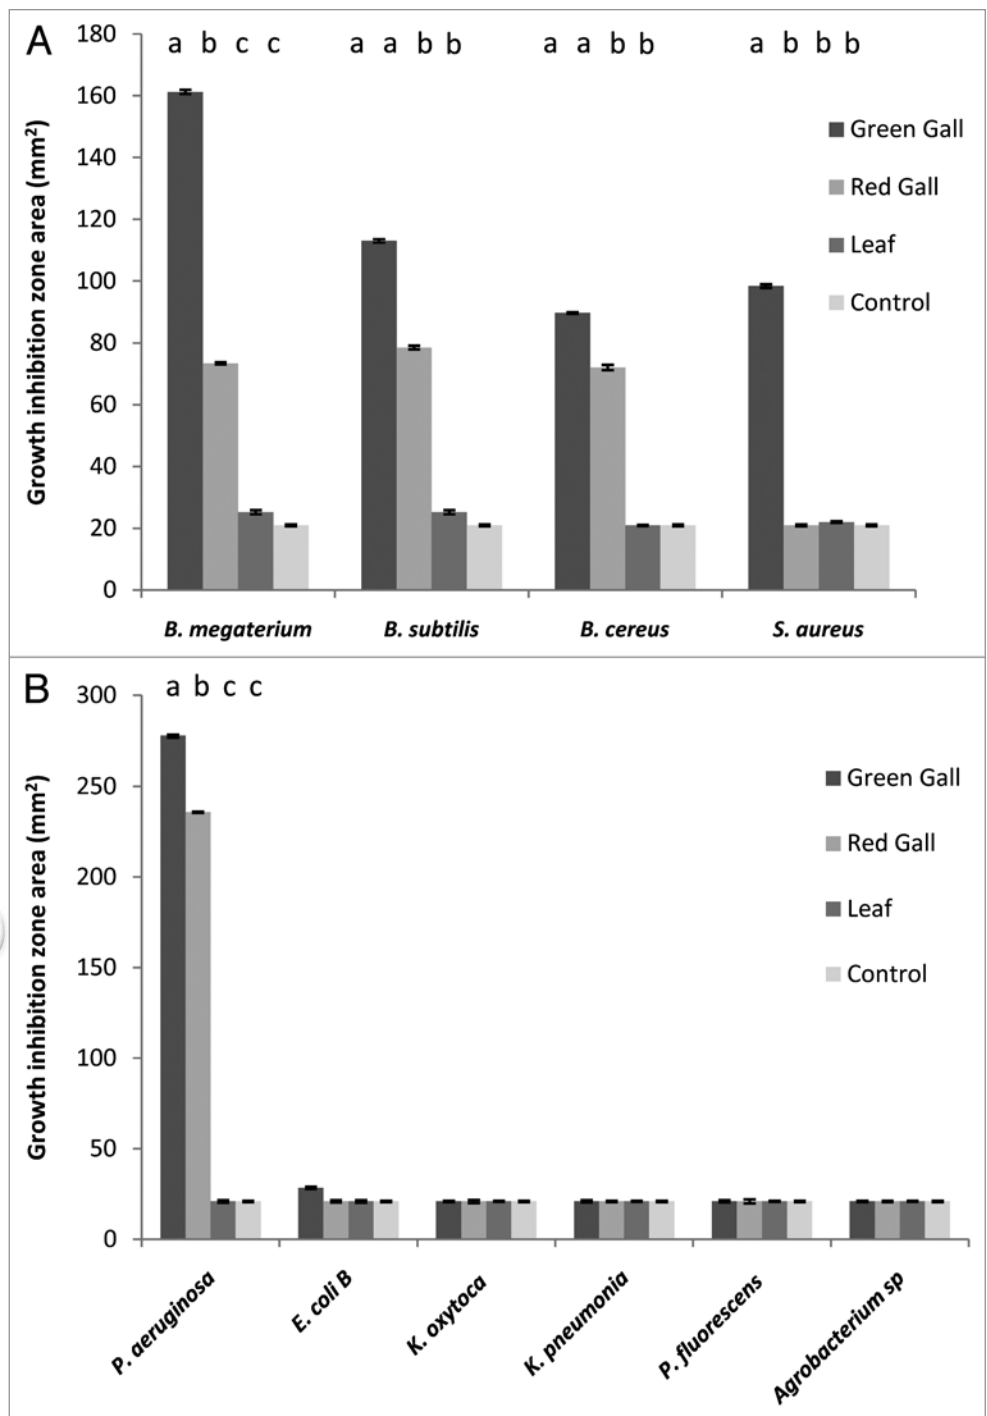 A
180
a b c c
a a b b
a a b b
a b b b
160
140
120
100
80
60
40
20
0
Growth inhibition zone area (mm²)
Green Gall
Red Gall
Leaf
Control
B. megaterium
B. subtilis
B. cereus
S. aureus
B
300
a b c c
250
200
150
100
50
0
Growth inhibition zone area (mm²)
Green Gall
Red Gall
Leaf
Control
P. aeruginosa
E. coli B
K. oxytoca
K. pneumonia
P. fluorescens
Agrobacterium sp